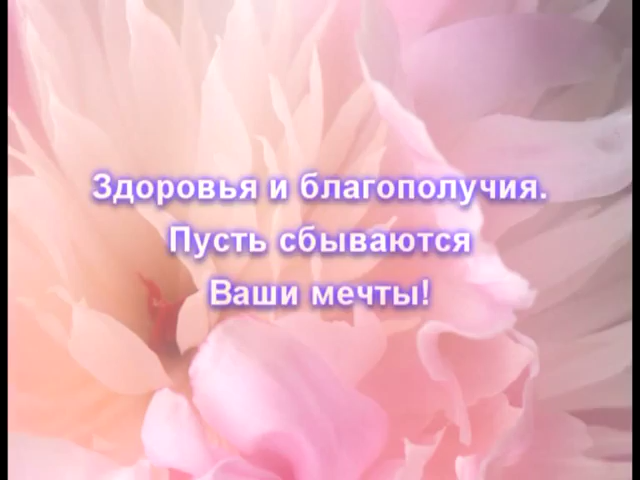 Здоровья и благополучия.
Пусть сбываются
Ваши мечты!